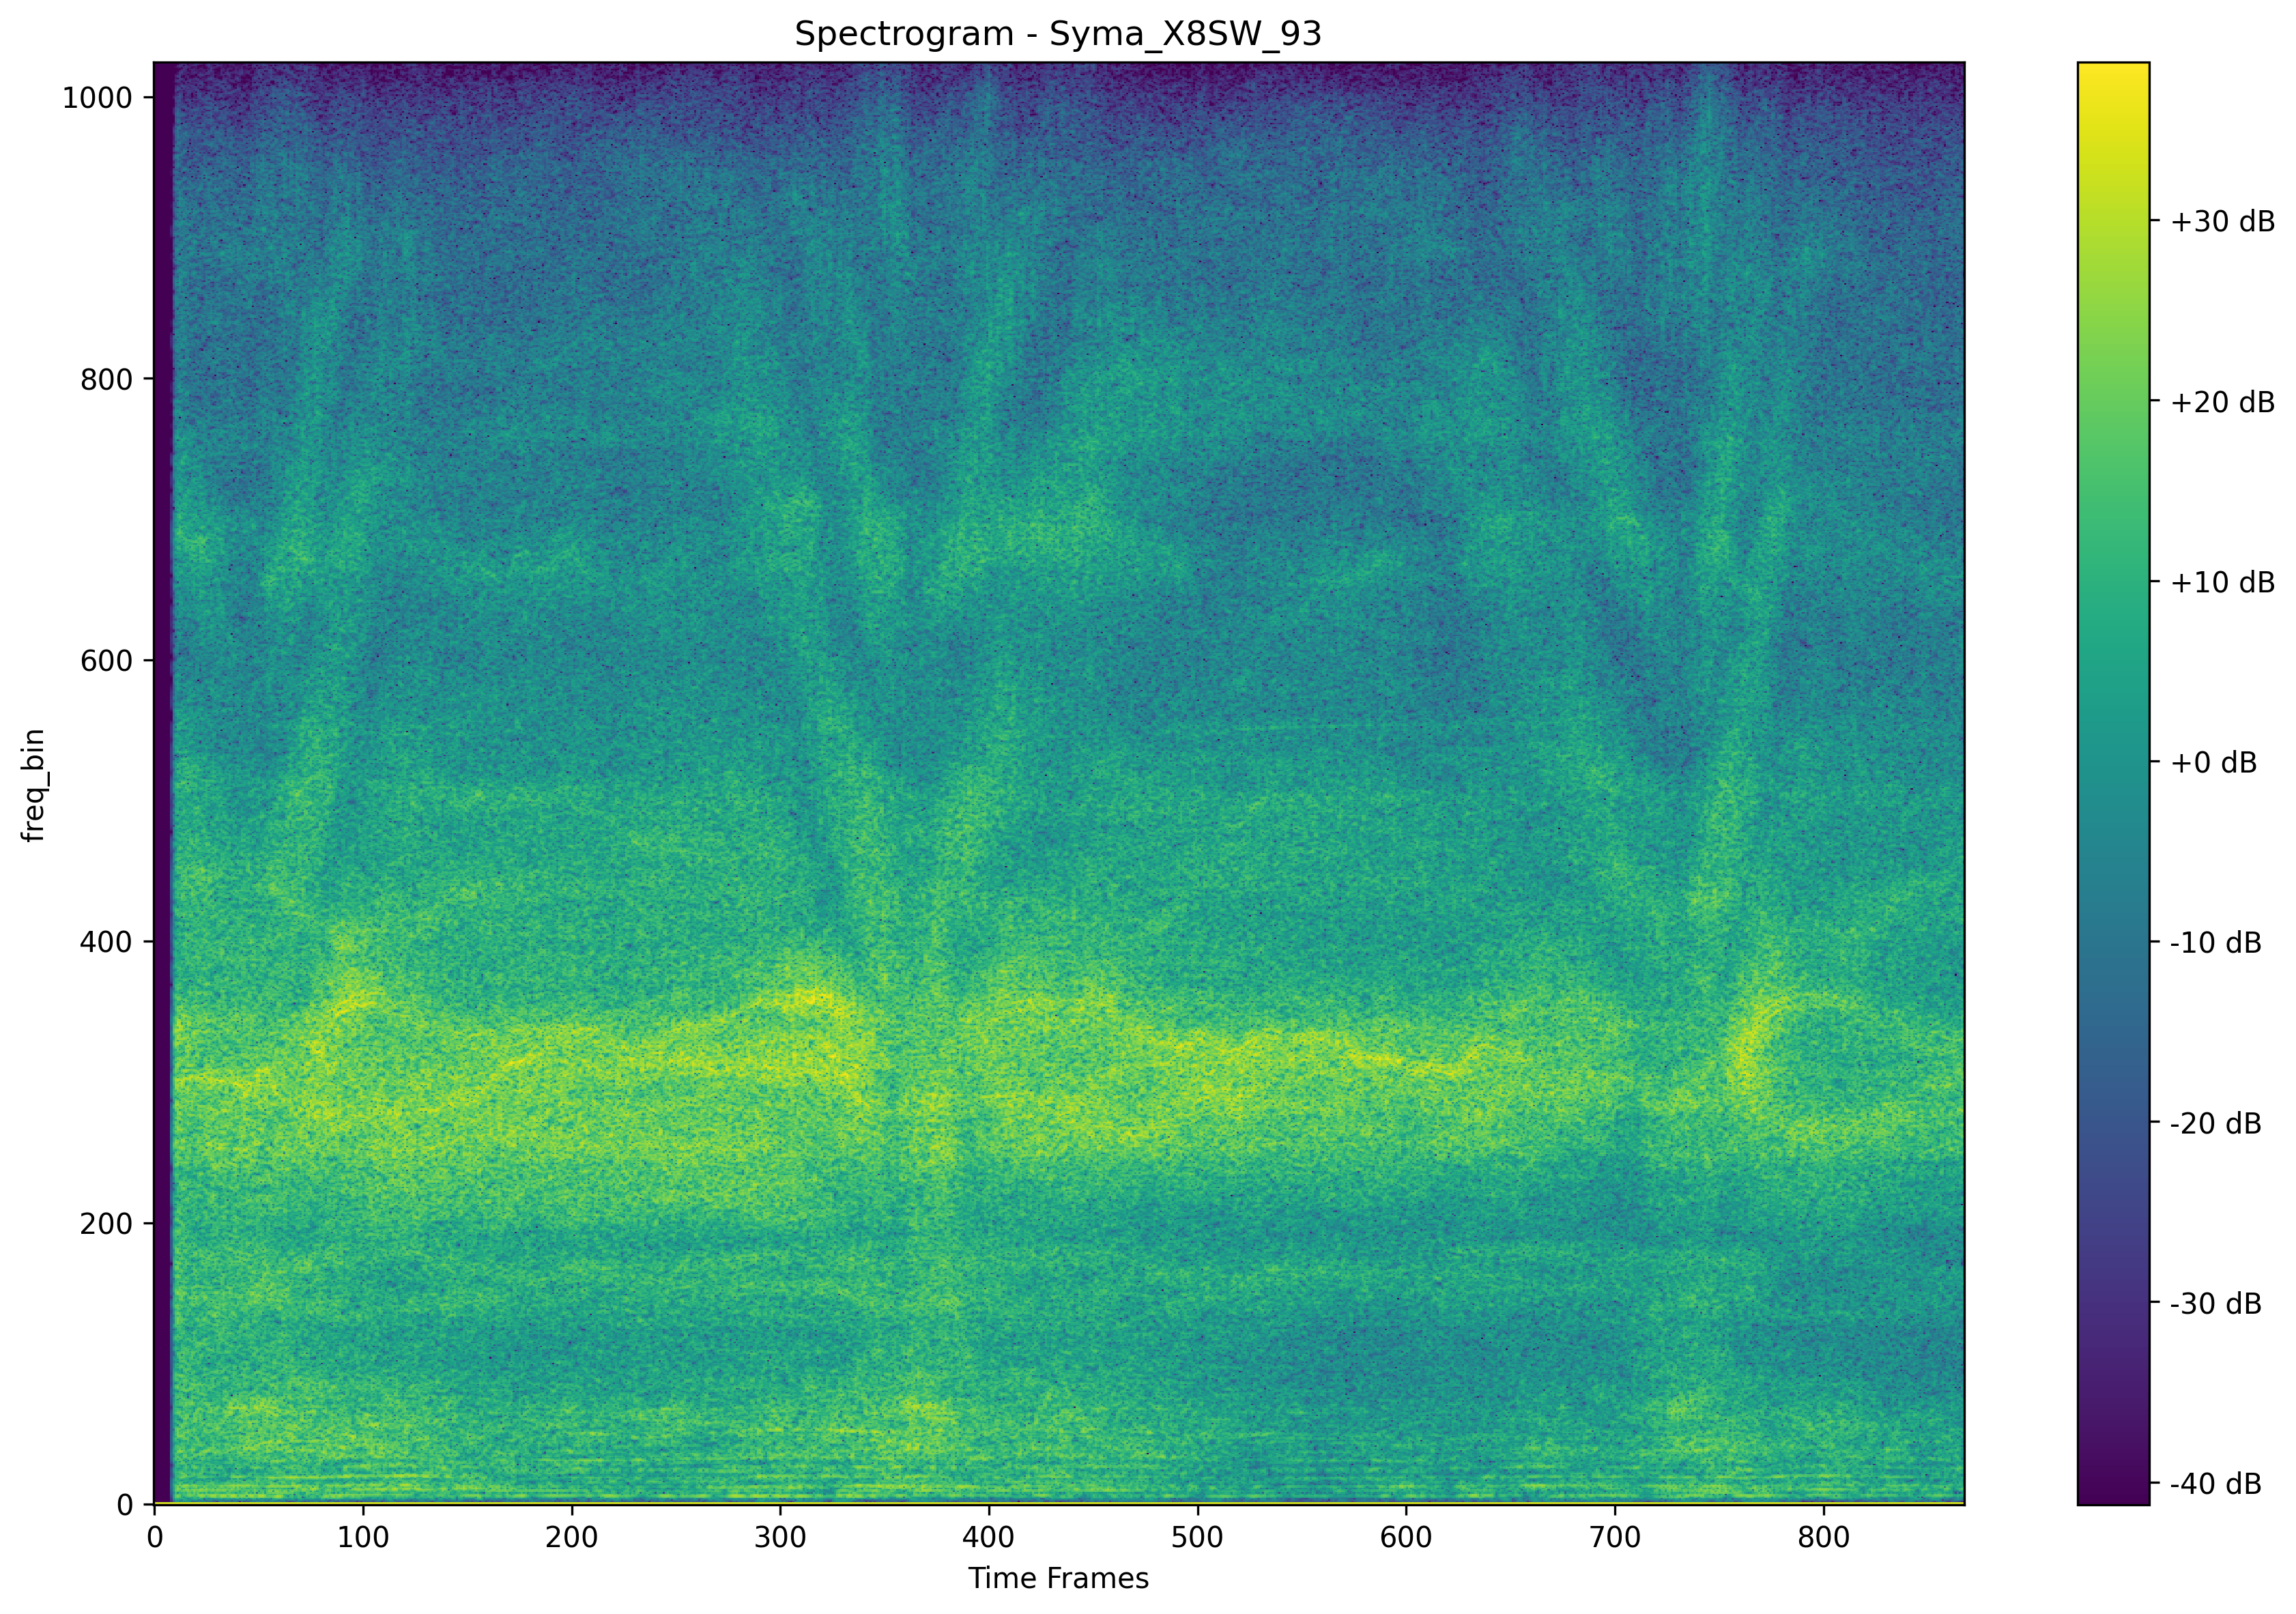 Spectrogram - Syma_X8SW_93
1000
800
600
400
200
0
freq_bin
0 100 200 300 400 500 600 700 800
Time Frames
+30 dB
+20 dB
+10 dB
+0 dB
-10 dB
-20 dB
-30 dB
-40 dB